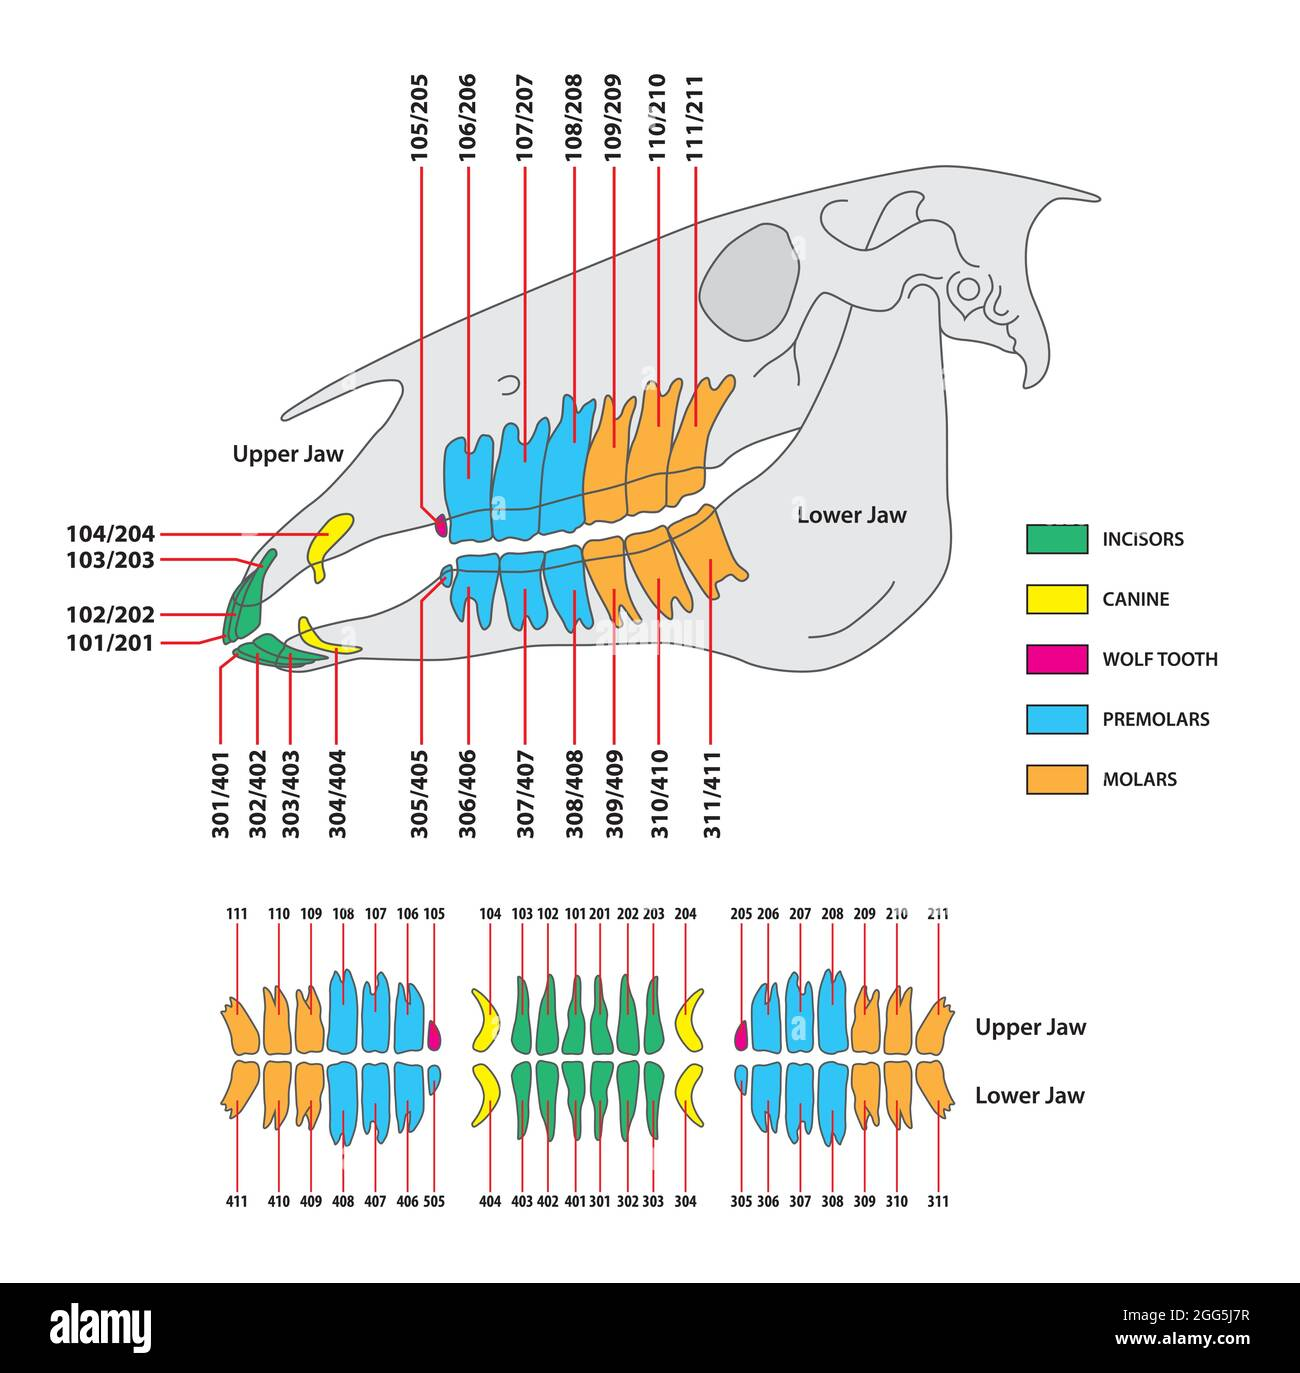 105/205
106/206
107/207
108/208
109/209
110/210
111/211
Upper Jaw
104/204
103/203
102/202
101/201
Lower Jaw
INCISORS
CANINE
WOLF TOOTH
PREMOLARS
MOLARS
301/401
302/402
303/403
304/404
305/405
306/406
307/407
308/408
309/409
310/410
311/411
111 110 109 108 107 106 105 104 103 102 101 201 202 203 204 205 206 207 208 209 210 211
Upper Jaw
Lower Jaw
411 410 409 408 407 406 505 404 403 402 401 301 302 303 304 305 306 307 308 309 310 311
alamy
a
a
a
a
a
a
alamy
Image ID: 2GG5J7R
www.alamy.com